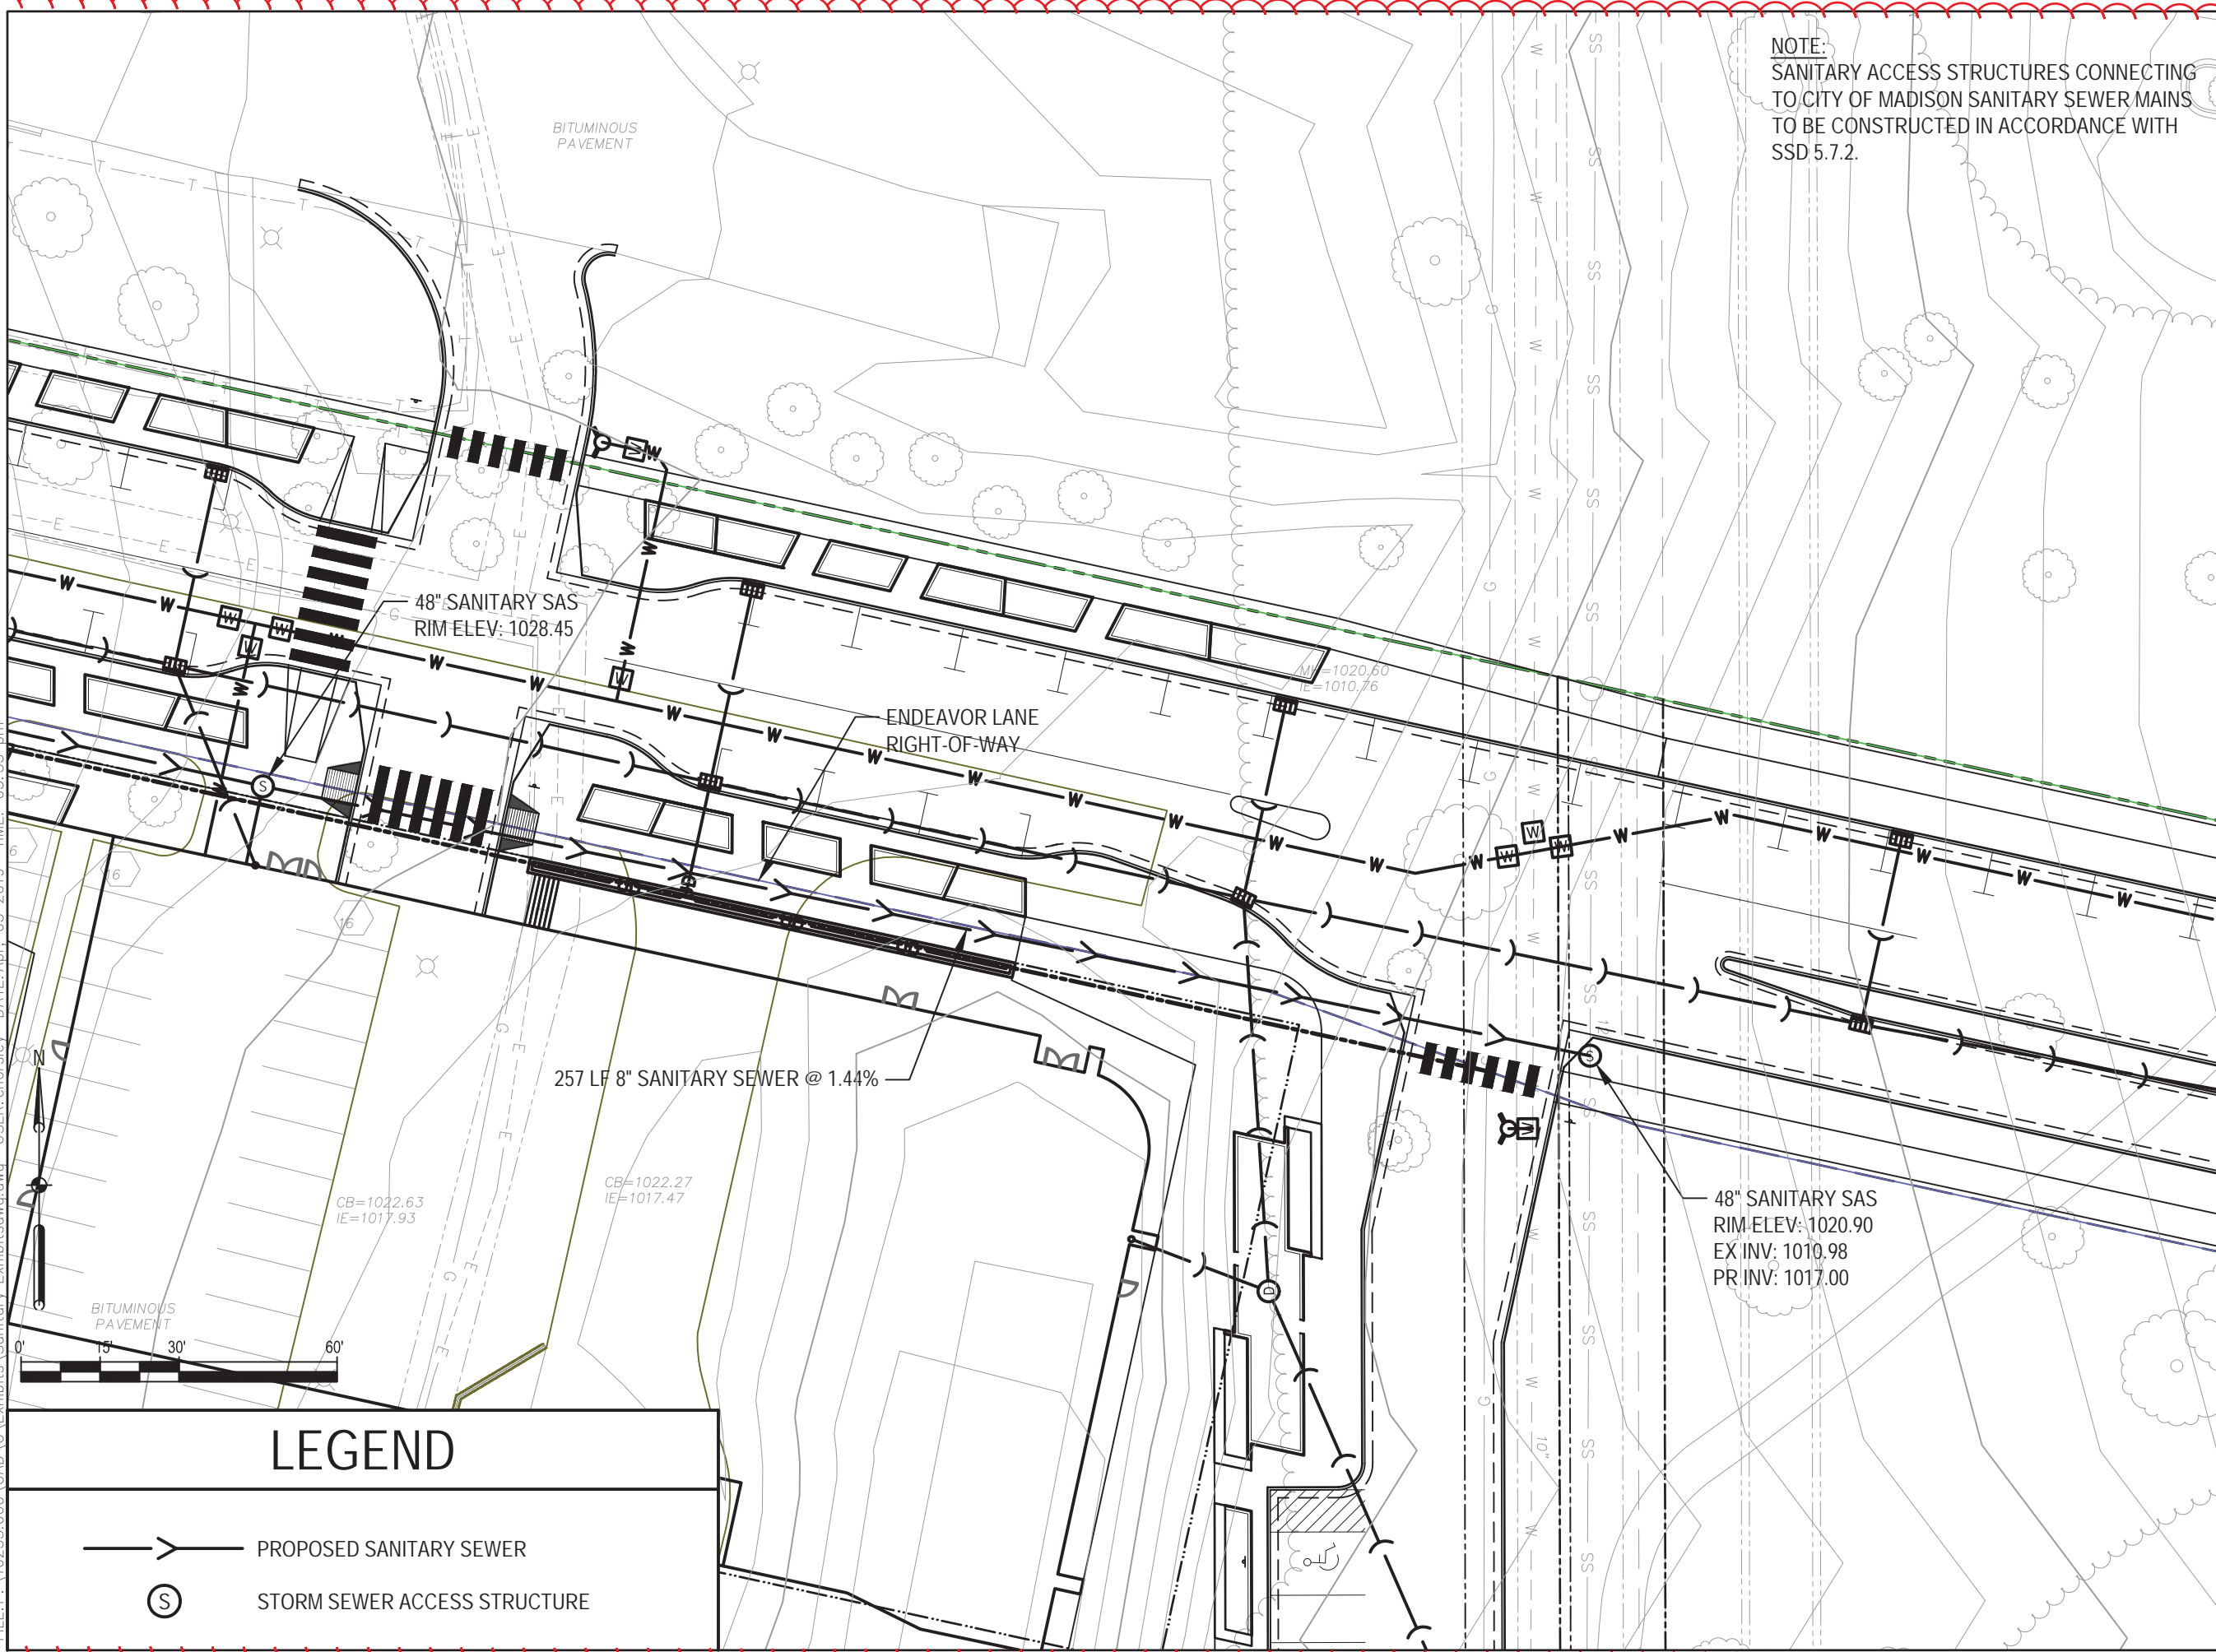 NOTE:
SANITARY ACCESS STRUCTURES CONNECTING
TO CITY OF MADISON SANITARY SEWER MAINS
TO BE CONSTRUCTED IN ACCORDANCE WITH
SSD 5.7.2.
BITUMINOUS
PAVEMENT
48" SANITARY SAS
RIM ELEV: 1028.45
MH=1020.60
IE=1010.76
ENDEAVOR LANE
RIGHT-OF-WAY
16
16
12"
257 LF 8" SANITARY SEWER @ 1.44%
N
CB=1022.63
IE=1017.93
CB=1022.27
IE=1017.47
48" SANITARY SAS
RIM ELEV: 1020.90
EX INV: 1010.98
PR INV: 1017.00
BITUMINOUS
PAVEMENT
0' 15' 30' 60'
10"
LEGEND
PROPOSED SANITARY SEWER
S STORM SEWER ACCESS STRUCTURE